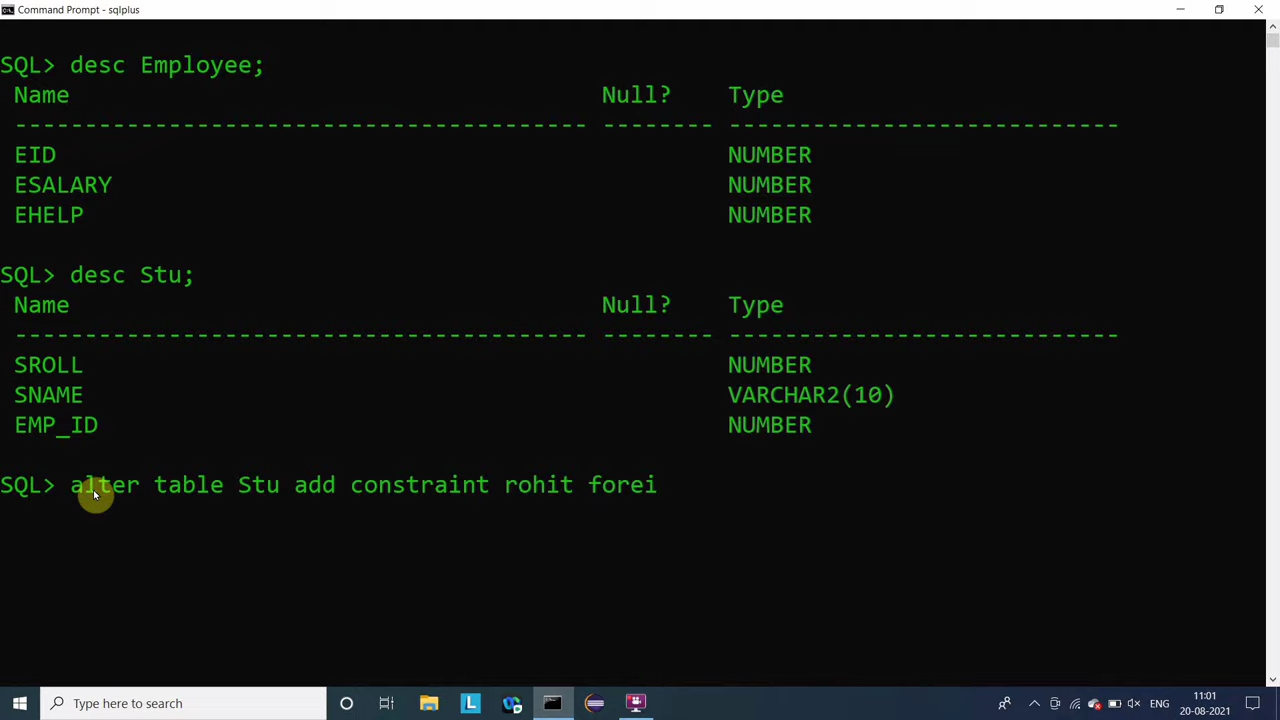 Command Prompt - sqlplus
SQL> desc Employee;
Name Null? Type
----------------------------------------- -------- ----------------------------
EID NUMBER
ESALARY NUMBER
EHELP NUMBER
SQL> desc Stu;
Name Null? Type
----------------------------------------- -------- ----------------------------
SROLL NUMBER
SNAME VARCHAR2(10)
EMP_ID NUMBER
SQL> alter table Stu add constraint rohit forei
Type here to search
L
ENG
11:01
20-08-2021